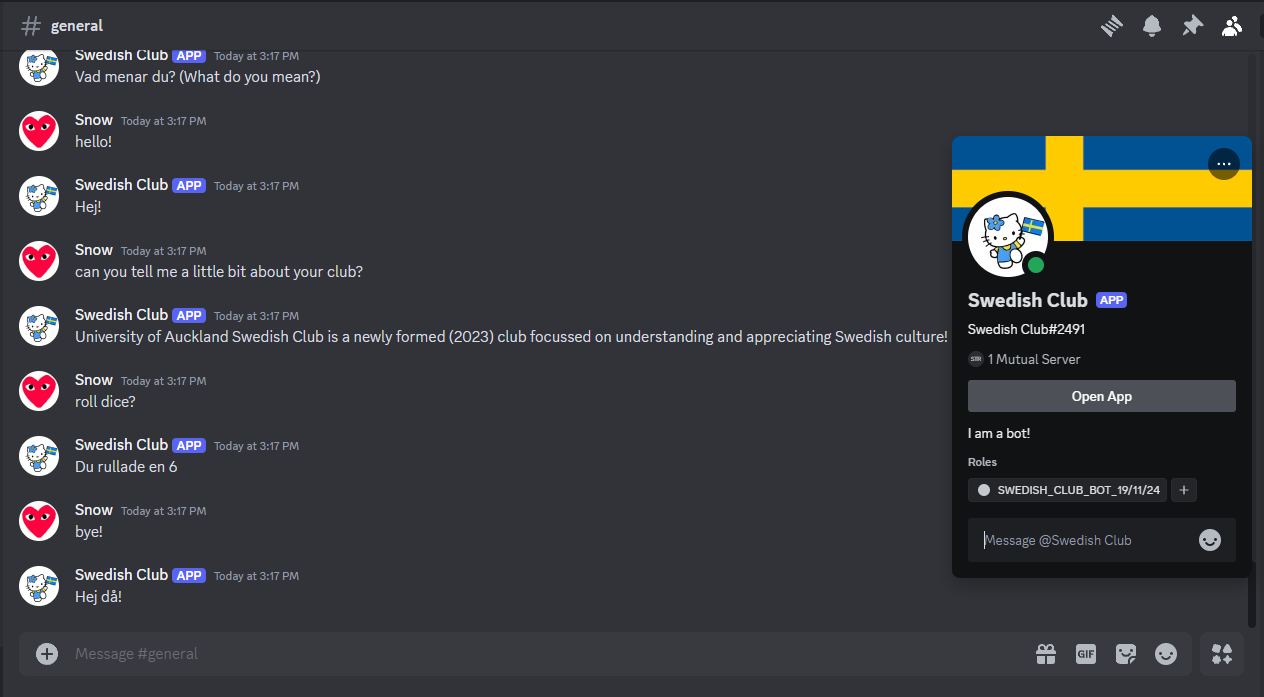 general
Swedish Club APP Today at 3:17 PM
Vad menar du? (What do you mean?)
Snow Today at 3:17 PM
hello!
Swedish Club APP Today at 3:17 PM
Hej!
Snow Today at 3:17 PM
can you tell me a little bit about your club?
Swedish Club APP Today at 3:17 PM
University of Auckland Swedish Club is a newly formed (2023) club focussed on understanding and appreciating Swedish culture!
Snow Today at 3:17 PM
roll dice?
Swedish Club APP Today at 3:17 PM
Du rullade en 6
Snow Today at 3:17 PM
bye!
Swedish Club APP Today at 3:17 PM
Hej då!
Message #general
GIF
Swedish Club APP
Swedish Club#2491
1 Mutual Server
Open App
I am a bot!
Roles
SWEDISH_CLUB_BOT_19/11/24
Message @Swedish Club